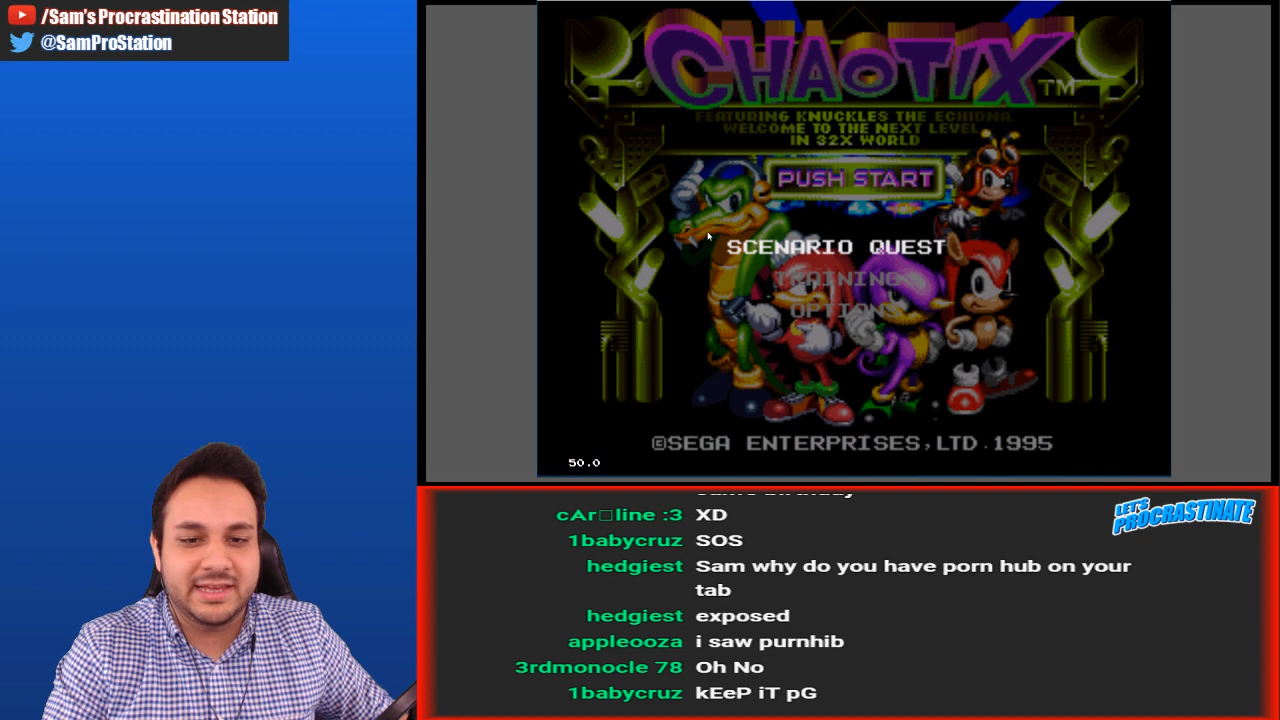 /Sam's Procrastination Station
@SamProStation
CHAOTIX™
FEATURING KNUCKLES THE ECHIDNA.
WELCOME TO THE NEXT LEVEL
IN 32X WORLD
PUSH START
SCENARIO QUEST
TRAINING
OPTIONS
©SEGA ENTERPRISES,LTD.1995
50.0
cAr□line :3 XD
1babycruz SOS
hedgiest Sam why do you have porn hub on your
tab
hedgiest exposed
appleooza i saw purnhib
3rdmonocle 78 Oh No
1babycruz kEeP iT pG
LET'S
PROCRASTINATE